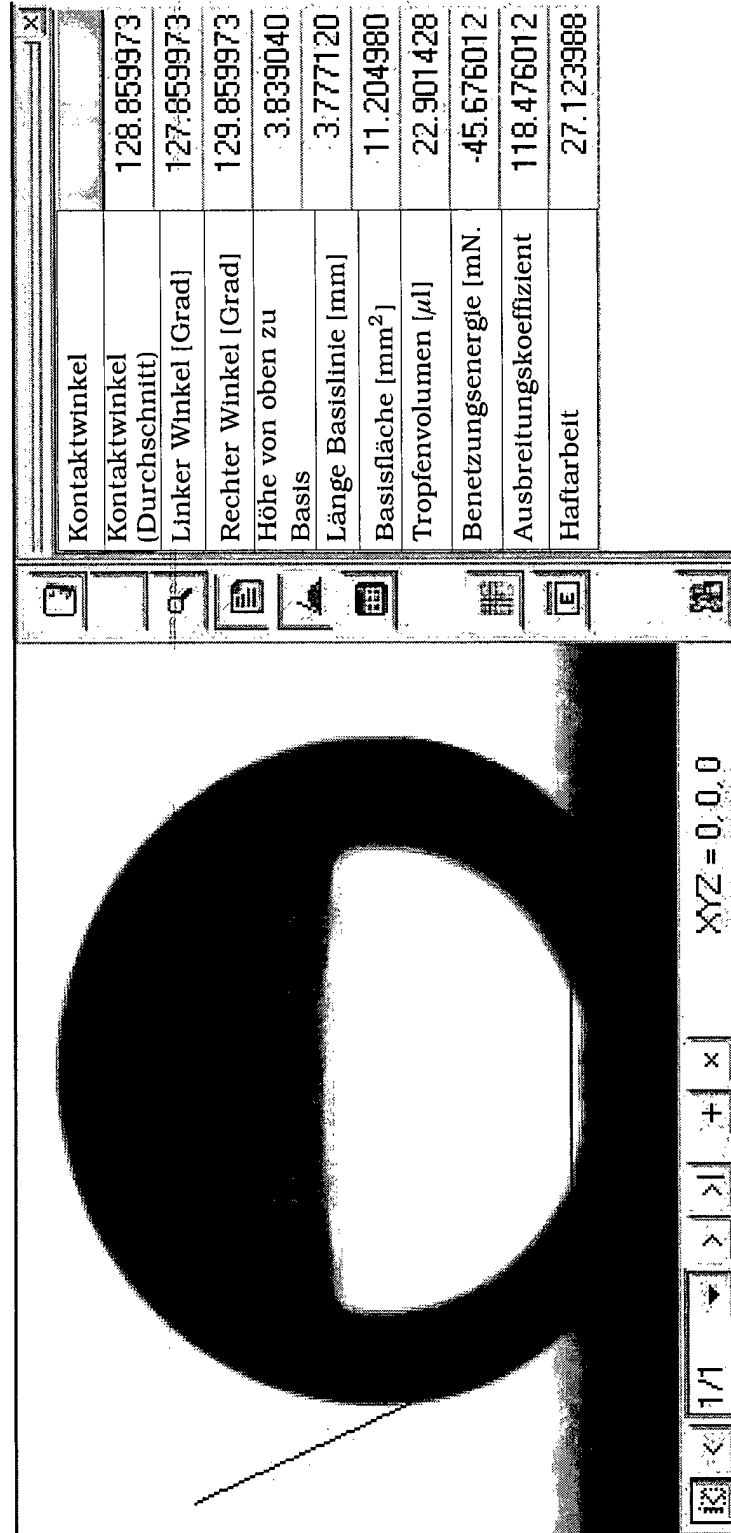 Kontaktwinkel
Kontaktwinkel (Durchschnitt) 128.859973
Linker Winkel [Grad] 127.859973
Rechter Winkel [Grad] 129.859973
Höhe von oben zu Basis 3.839040
Länge Basislinie [mm] 3.777120
Basisfläche [mm²] 11.204980
Tropfenvolumen [µl] 22.901428
Benetzungsenergie [mN. -45.676012
Ausbreitungskoeffizient 118.476012
Haftarbeit 27.123988
1/1
XYZ = 0, 0, 0